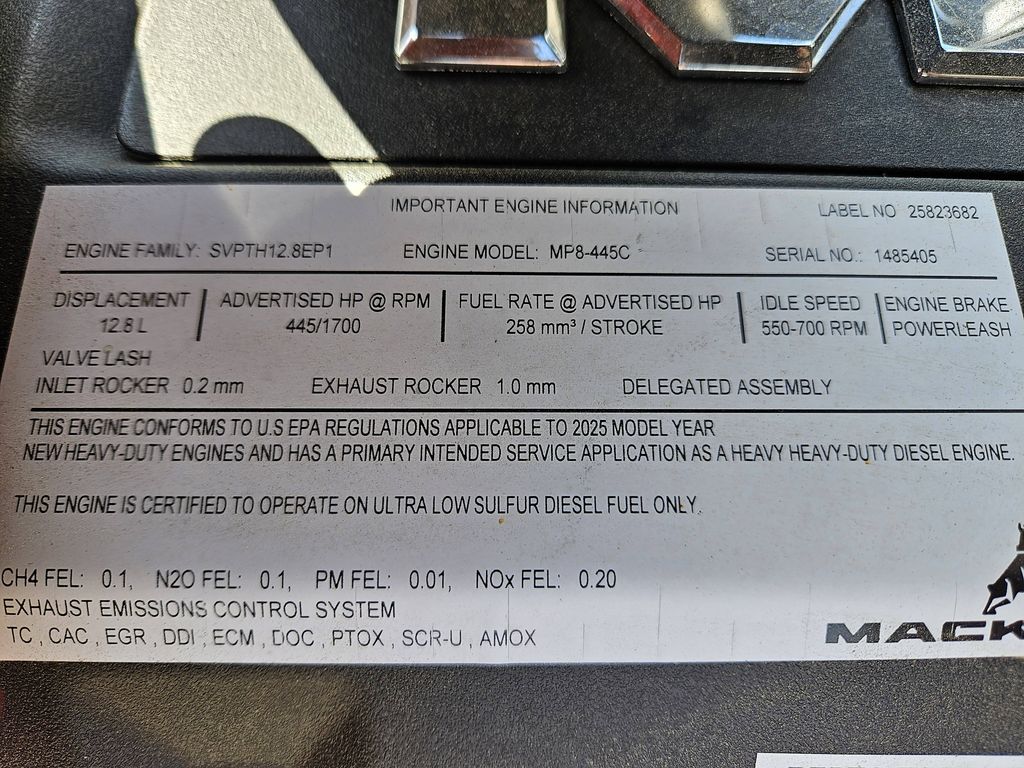 IMPORTANT ENGINE INFORMATION LABEL NO 25823682
ENGINE FAMILY: SVPTH12.8EP1 ENGINE MODEL: MP8-445C SERIAL NO.: 1485405
DISPLACEMENT ADVERTISED HP @ RPM FUEL RATE @ ADVERTISED HP IDLE SPEED ENGINE BRAKE
12.8 L 445/1700 258 mm³ / STROKE 550-700 RPM POWERLEASH
VALVE LASH
INLET ROCKER 0.2 mm EXHAUST ROCKER 1.0 mm DELEGATED ASSEMBLY
THIS ENGINE CONFORMS TO U.S EPA REGULATIONS APPLICABLE TO 2025 MODEL YEAR
NEW HEAVY-DUTY ENGINES AND HAS A PRIMARY INTENDED SERVICE APPLICATION AS A HEAVY HEAVY-DUTY DIESEL ENGINE.
THIS ENGINE IS CERTIFIED TO OPERATE ON ULTRA LOW SULFUR DIESEL FUEL ONLY.
CH4 FEL: 0.1, N2O FEL: 0.1, PM FEL: 0.01, NOx FEL: 0.20
EXHAUST EMISSIONS CONTROL SYSTEM
TC , CAC , EGR , DDI , ECM , DOC , PTOX , SCR-U , AMOX
MACK